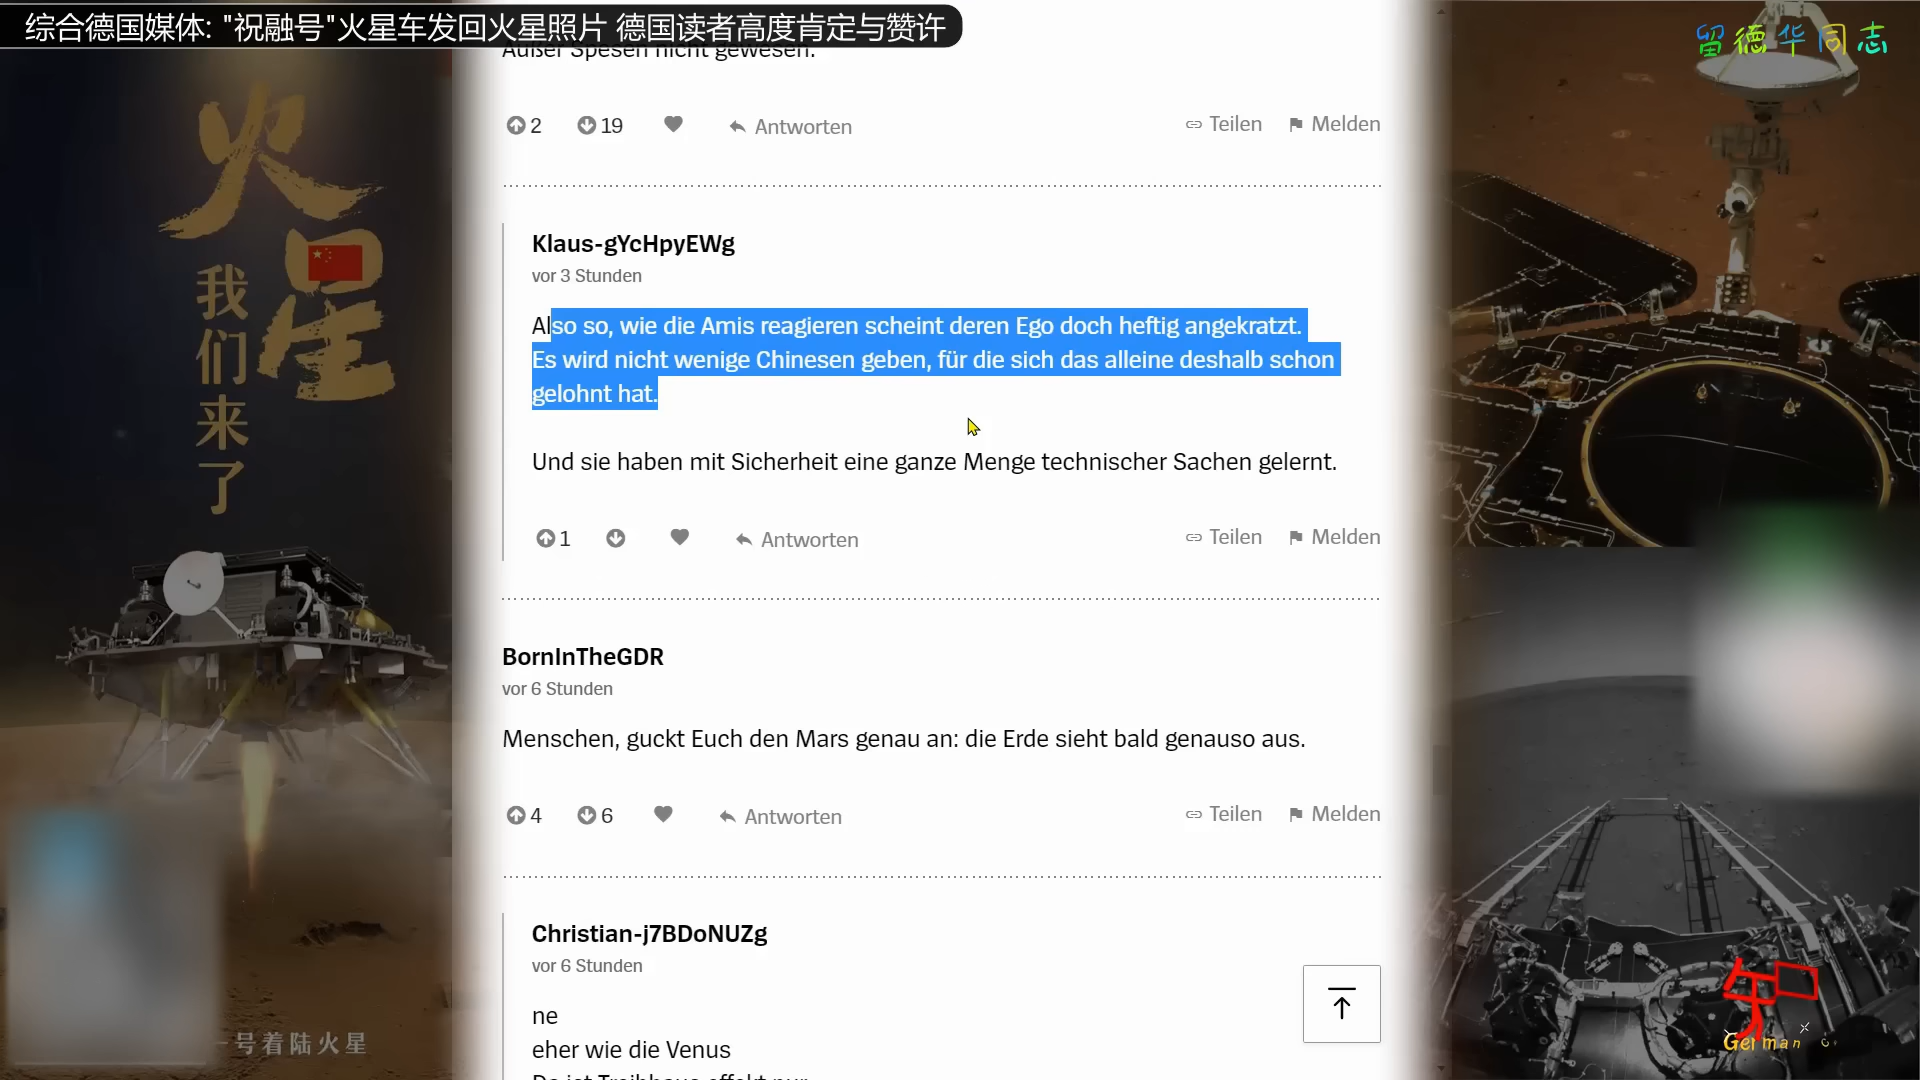 综合德国媒体: "祝融号"火星车发回火星照片 德国读者高度肯定与赞许
留德华同志
火星
我们来了
号着陆火星
Außer Spesen nicht gewesen.
2 19 Antworten Teilen Melden
Klaus-gYcHpyEWg
vor 3 Stunden
Also so, wie die Amis reagieren scheint deren Ego doch heftig angekratzt.
Es wird nicht wenige Chinesen geben, für die sich das alleine deshalb schon
gelohnt hat.
Und sie haben mit Sicherheit eine ganze Menge technischer Sachen gelernt.
1 Antworten Teilen Melden
BornInTheGDR
vor 6 Stunden
Menschen, guckt Euch den Mars genau an: die Erde sieht bald genauso aus.
4 6 Antworten Teilen Melden
Christian-j7BDoNUZg
vor 6 Stunden
ne
eher wie die Venus
German